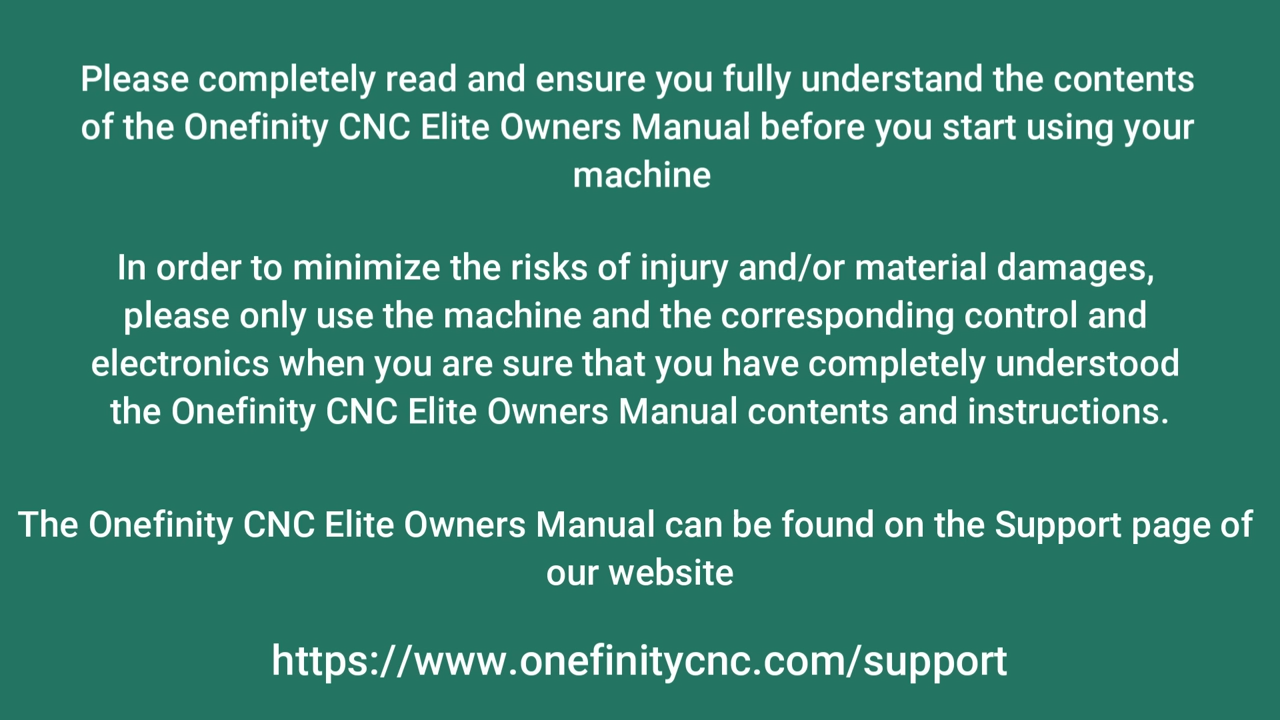 Please completely read and ensure you fully understand the contents
of the Onefinity CNC Elite Owners Manual before you start using your
machine
In order to minimize the risks of injury and/or material damages,
please only use the machine and the corresponding control and
electronics when you are sure that you have completely understood
the Onefinity CNC Elite Owners Manual contents and instructions.
The Onefinity CNC Elite Owners Manual can be found on the Support page of
our website
https://www.onefinitycnc.com/support